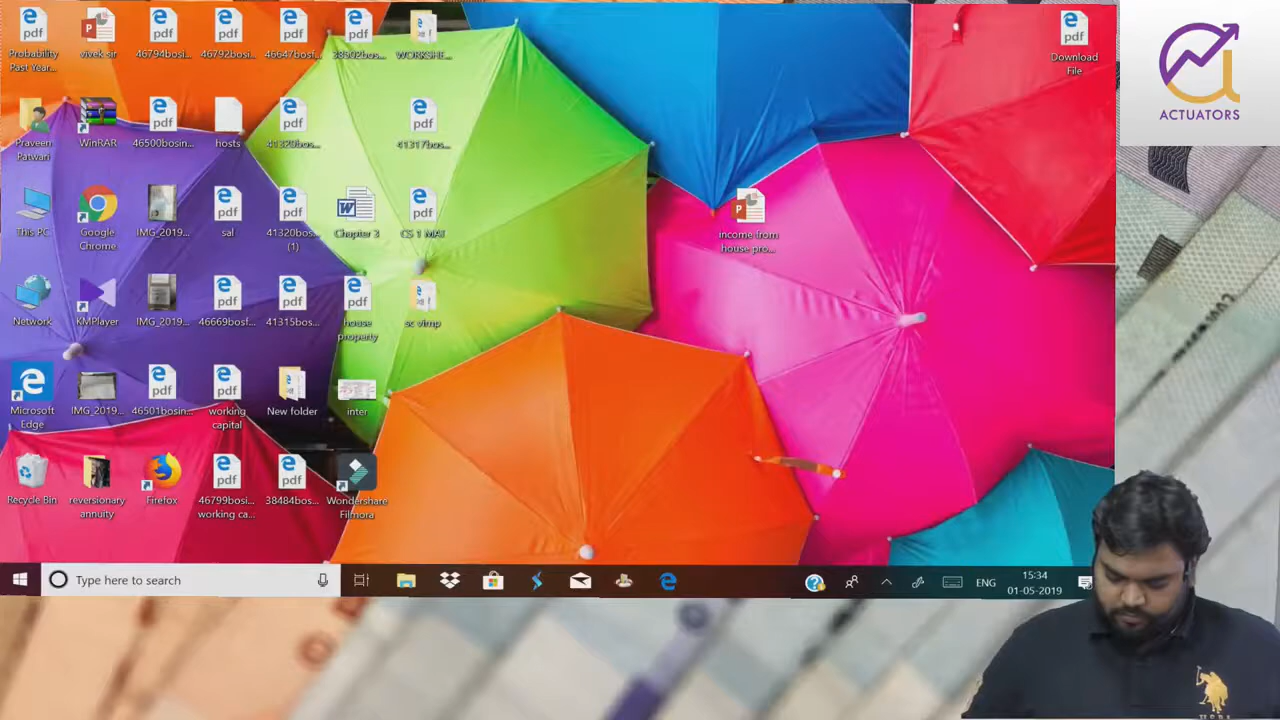 Probability
Past Year...
vivek sir
46794bosi...
46792bosi...
46647bosf...
38592bos...
WORKSHE...
Download
File
ACTUATORS
Praveen
Patwari
WinRAR
46500bosin...
hosts
41329bos...
41317bos...
This PC
Google
Chrome
IMG_2019...
sal
41320bos...
(1)
Chapter 3
CS 1 MAT
income from
house pro...
Network
KMPlayer
IMG_2019...
46669bosf...
41315bos...
house
property
sc vimp
Microsoft
Edge
IMG_2019...
46501bosin...
working
capital
New folder
inter
Recycle Bin
reversionary
annuity
Firefox
46799bosi...
working ca...
38484bos...
Wondershare
Filmora
Type here to search
ENG
15:34
01-05-2019